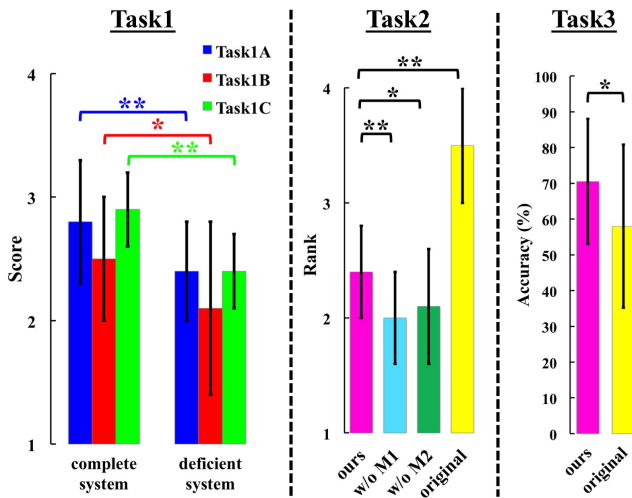 Task1
Task2
Task3
Task1A
Task1B
Task1C
**
*
**
Score
4
3
2
1
complete
system
deficient
system
**
*
**
Rank
4
3
2
1
ours
w/o M1
w/o M2
original
*
Accuracy (%)
100
90
80
70
60
50
40
30
20
10
0
ours
original